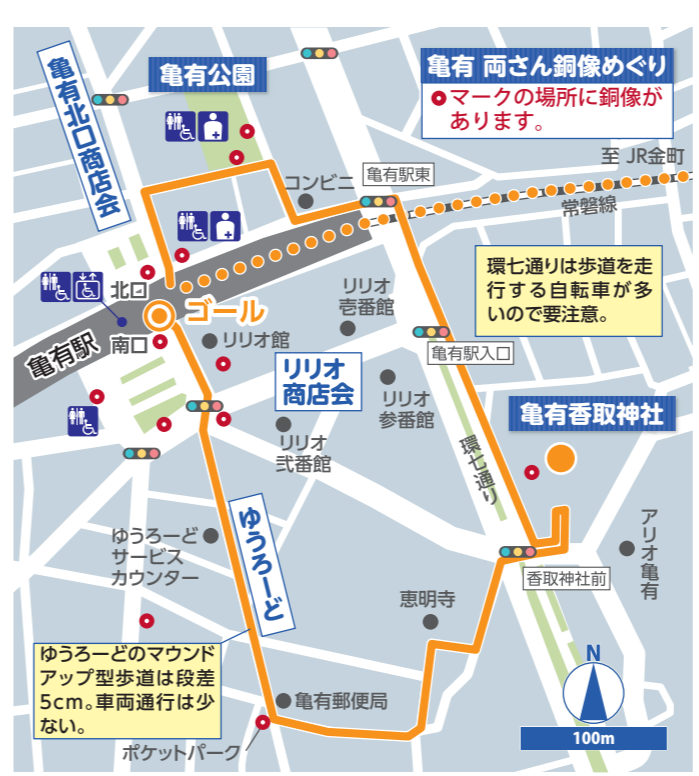 亀有公園
亀有 両さん銅像めぐり
マークの場所に銅像が
あります。
亀有北口商店会
コンビニ
亀有駅東
至 JR金町
常磐線
環七通りは歩道を走
行する自転車が多
いので要注意。
北口
ゴール
亀有駅
南口
リリオ館
リリオ
壱番館
亀有駅入口
リリオ
商店会
リリオ
参番館
亀有香取神社
リリオ
弐番館
環七通り
ゆうろーど
ゆうろーど
サービス
カウンター
アリオ亀有
香取神社前
恵明寺
ゆうろーどのマウンド
アップ型歩道は段差
5cm。車両通行は少
ない。
亀有郵便局
ポケットパーク
N
100m